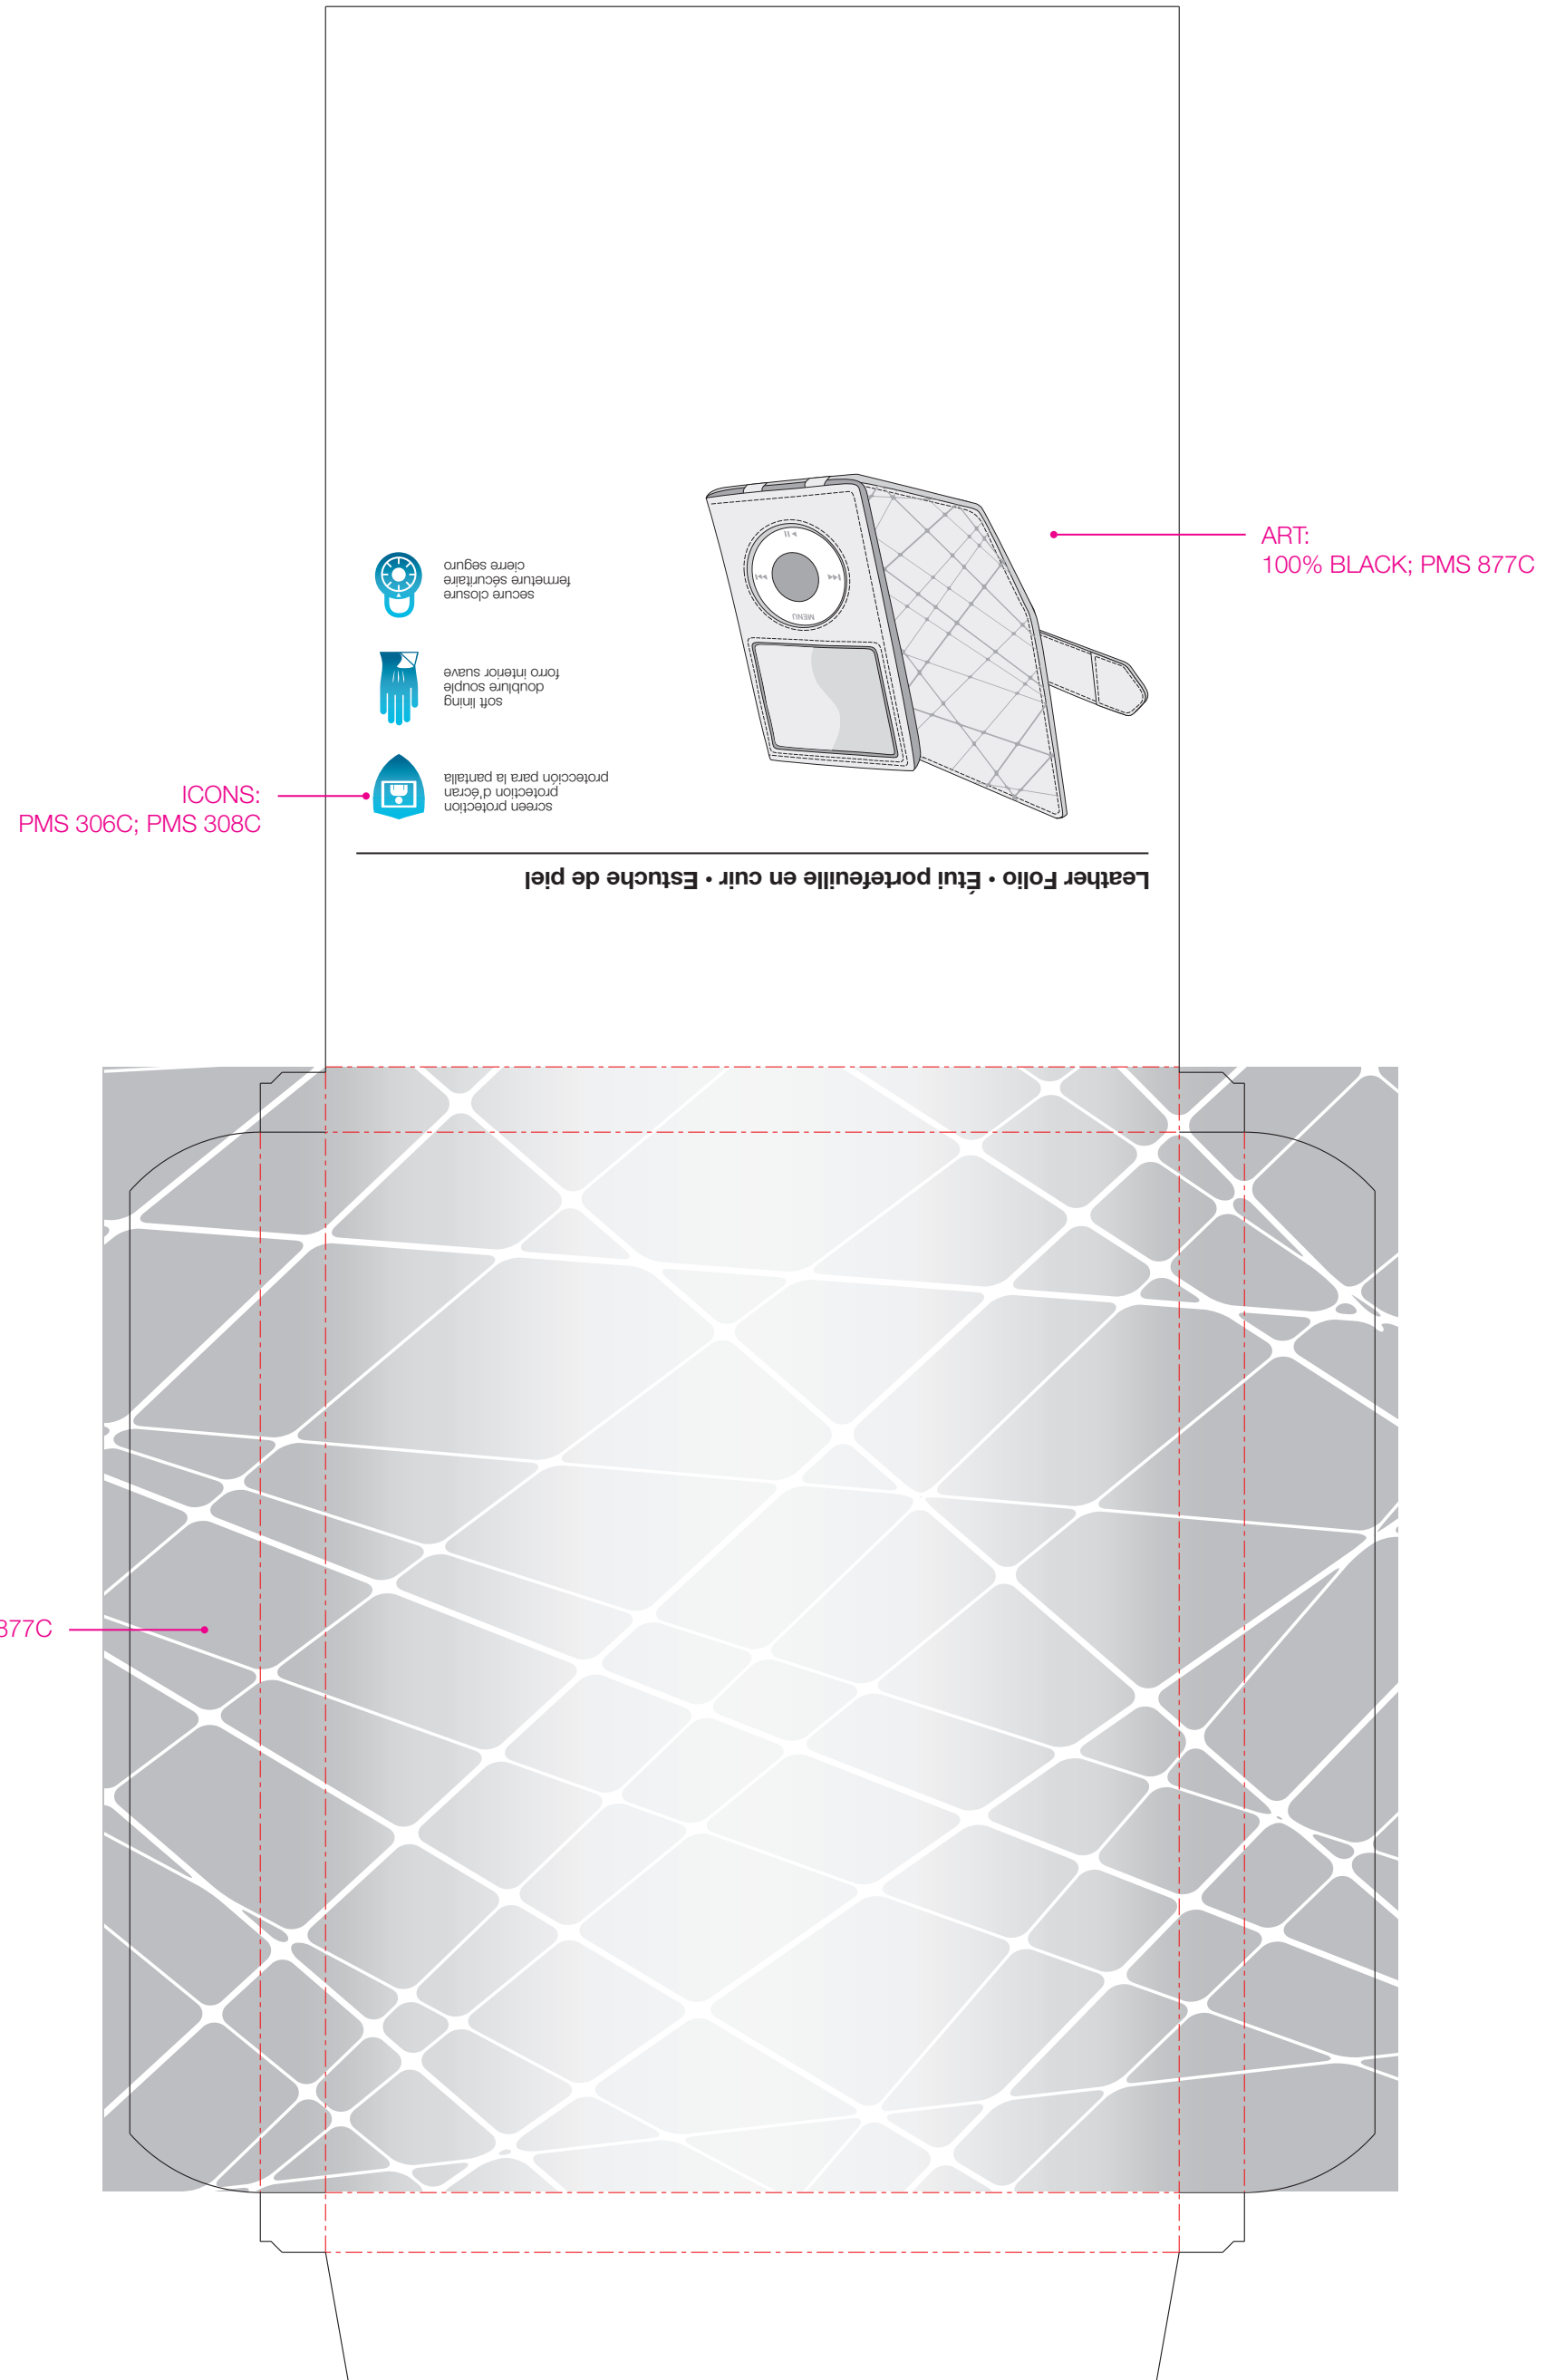 ART:
100% BLACK; PMS 877C
secure closure
fermeture sécuritaire
cierre seguro
soft lining
doublure souple
forro interior suave
MENU
screen protection
protection d'écran
protección para la pantalla
ICONS:
PMS 306C; PMS 308C
Leather Folio • Étui portefeuille en cuir • Estuche de piel
877C